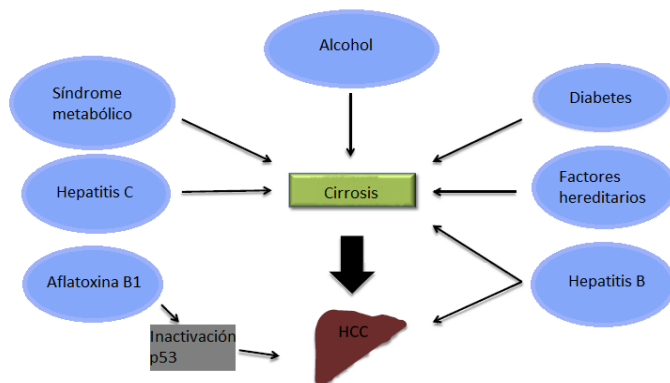 Alcohol
Síndrome
metabólico
Diabetes
Hepatitis C
Cirrosis
Factores
hereditarios
Aflatoxina B1
Hepatitis B
Inactivación
p53
HCC